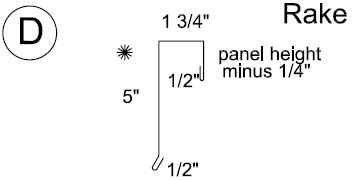 D
1 3/4"
Rake
panel height
minus 1/4"
1/2"
5"
1/2"